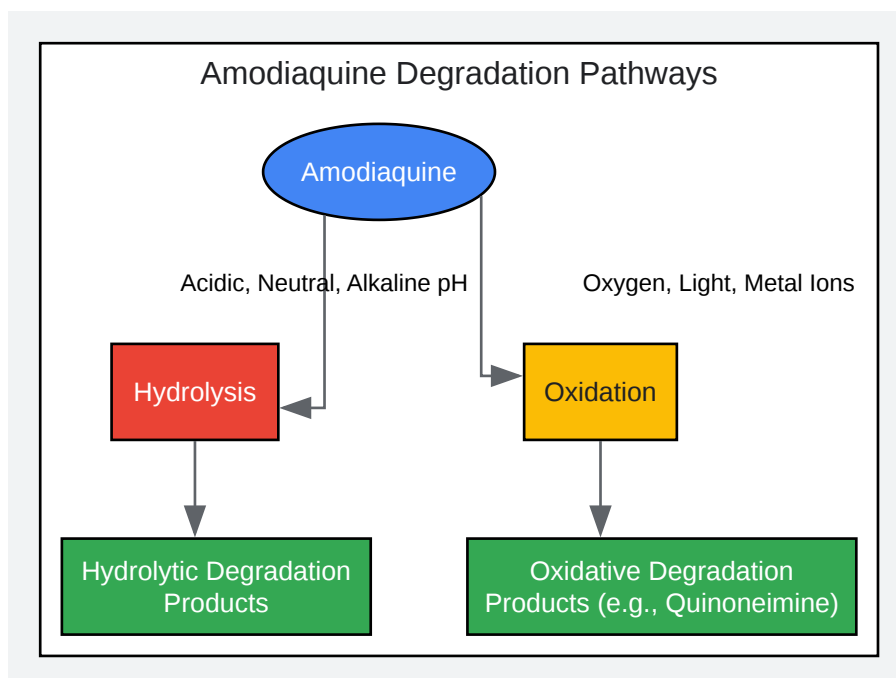 Amodiaquine Degradation Pathways
Amodiaquine
Acidic, Neutral, Alkaline pH
Oxygen, Light, Metal Ions
Hydrolysis
Oxidation
Hydrolytic Degradation
Products
Oxidative Degradation
Products (e.g., Quinoneimine)